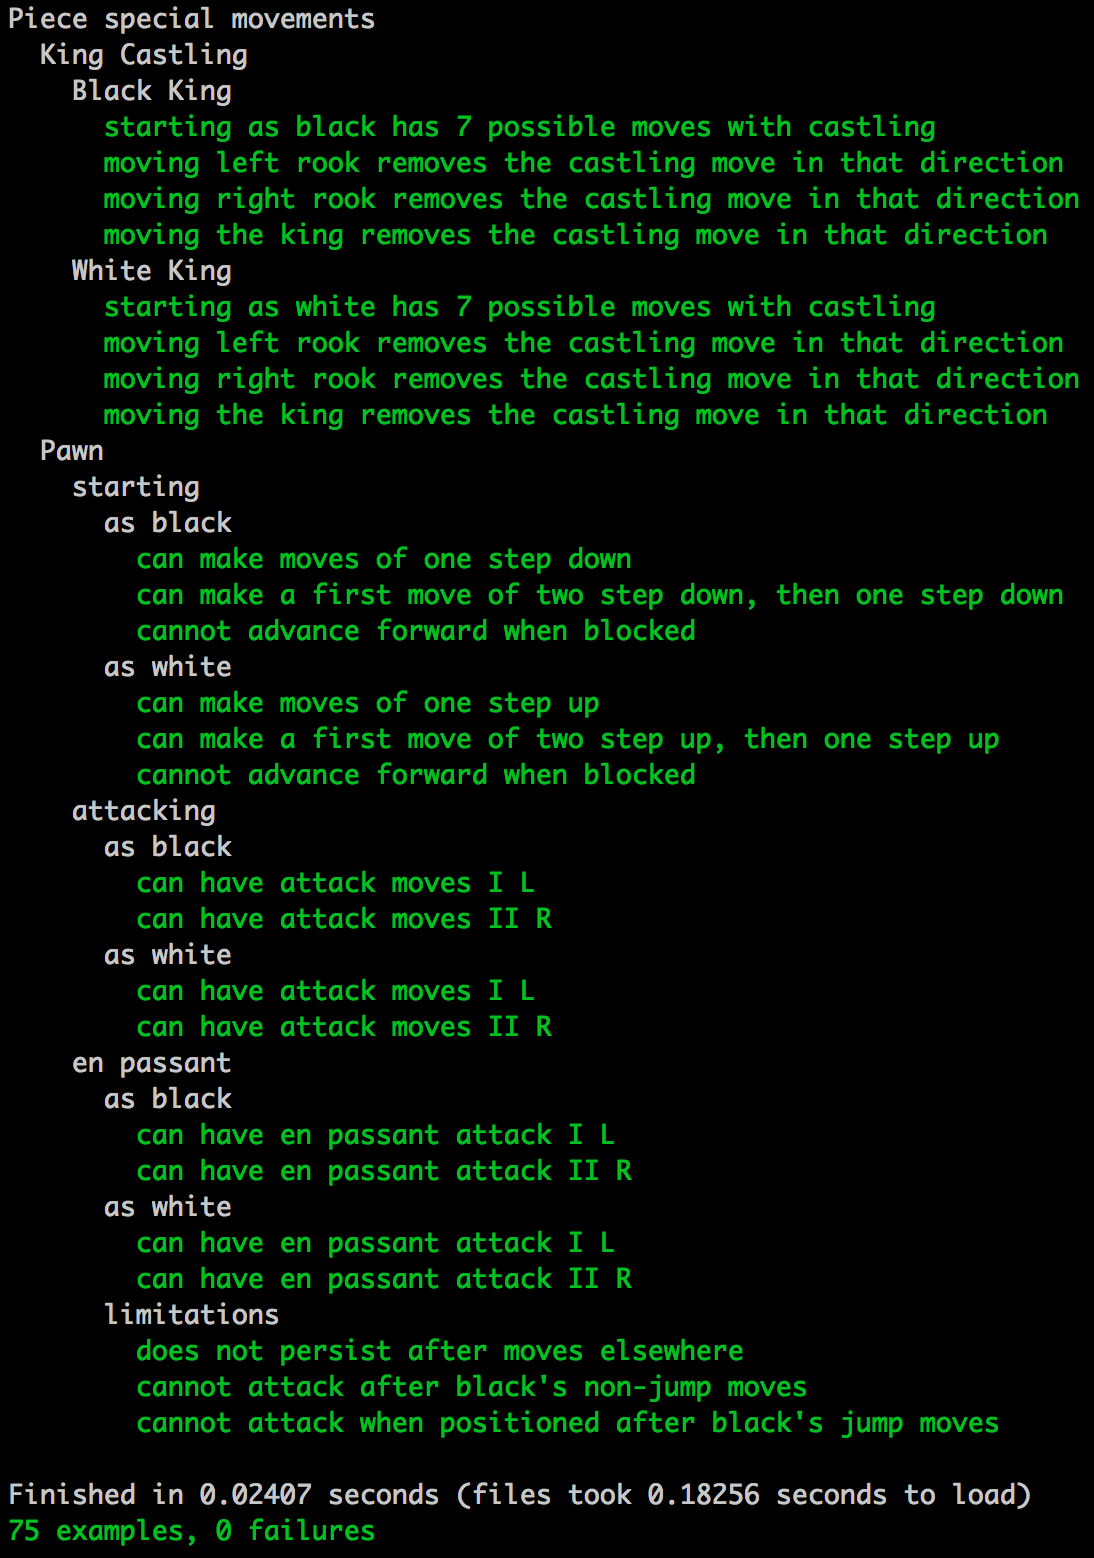 Piece special movements
King Castling
Black King
starting as black has 7 possible moves with castling
moving left rook removes the castling move in that direction
moving right rook removes the castling move in that direction
moving the king removes the castling move in that direction
White King
starting as white has 7 possible moves with castling
moving left rook removes the castling move in that direction
moving right rook removes the castling move in that direction
moving the king removes the castling move in that direction
Pawn
starting
as black
can make moves of one step down
can make a first move of two step down, then one step down
cannot advance forward when blocked
as white
can make moves of one step up
can make a first move of two step up, then one step up
cannot advance forward when blocked
attacking
as black
can have attack moves I L
can have attack moves II R
as white
can have attack moves I L
can have attack moves II R
en passant
as black
can have en passant attack I L
can have en passant attack II R
as white
can have en passant attack I L
can have en passant attack II R
limitations
does not persist after moves elsewhere
cannot attack after black's non-jump moves
cannot attack when positioned after black's jump moves
Finished in 0.02407 seconds (files took 0.18256 seconds to load)
75 examples, 0 failures